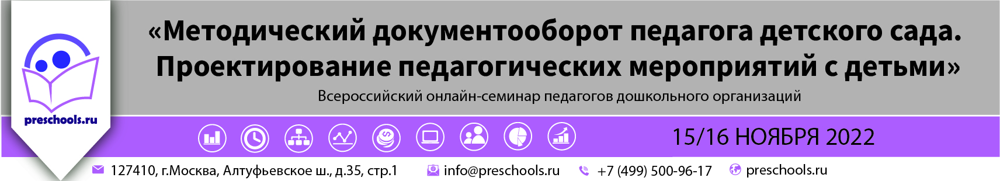 «Методический документооборот педагога детского сада.
Проектирование педагогических мероприятий с детьми»
Всероссийский онлайн-семинар педагогов дошкольного организаций
preschools.ru
15/16 НОЯБРЯ 2022
127410, г.Москва, Алтуфьевское ш., д.35, стр.1 info@preschools.ru +7 (499) 500-96-17 preschools.ru